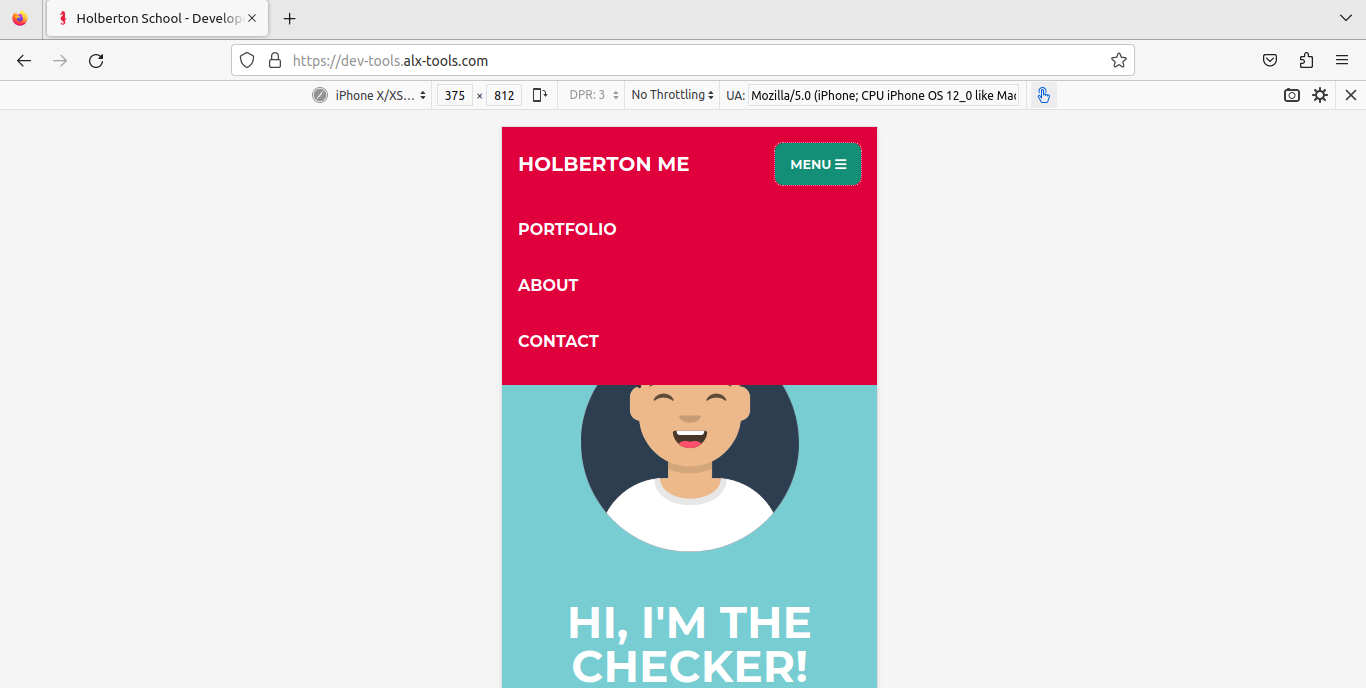 Holberton School - Develop
https://dev-tools.alx-tools.com
iPhone X/XS... 375 × 812 DPR: 3 No Throttling UA: Mozilla/5.0 (iPhone; CPU iPhone OS 12_0 like Mac
HOLBERTON ME
MENU
PORTFOLIO
ABOUT
CONTACT
HI, I'M THE
CHECKER!